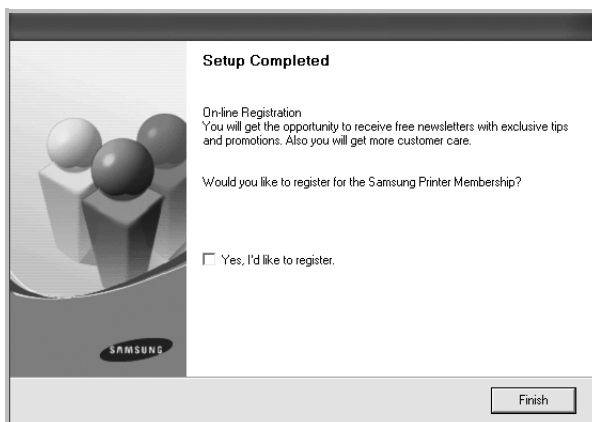 Setup Completed
On-line Registration
You will get the opportunity to receive free newsletters with exclusive tips
and promotions. Also you will get more customer care.
Would you like to register for the Samsung Printer Membership?
Yes, I'd like to register.
SAMSUNG
Finish